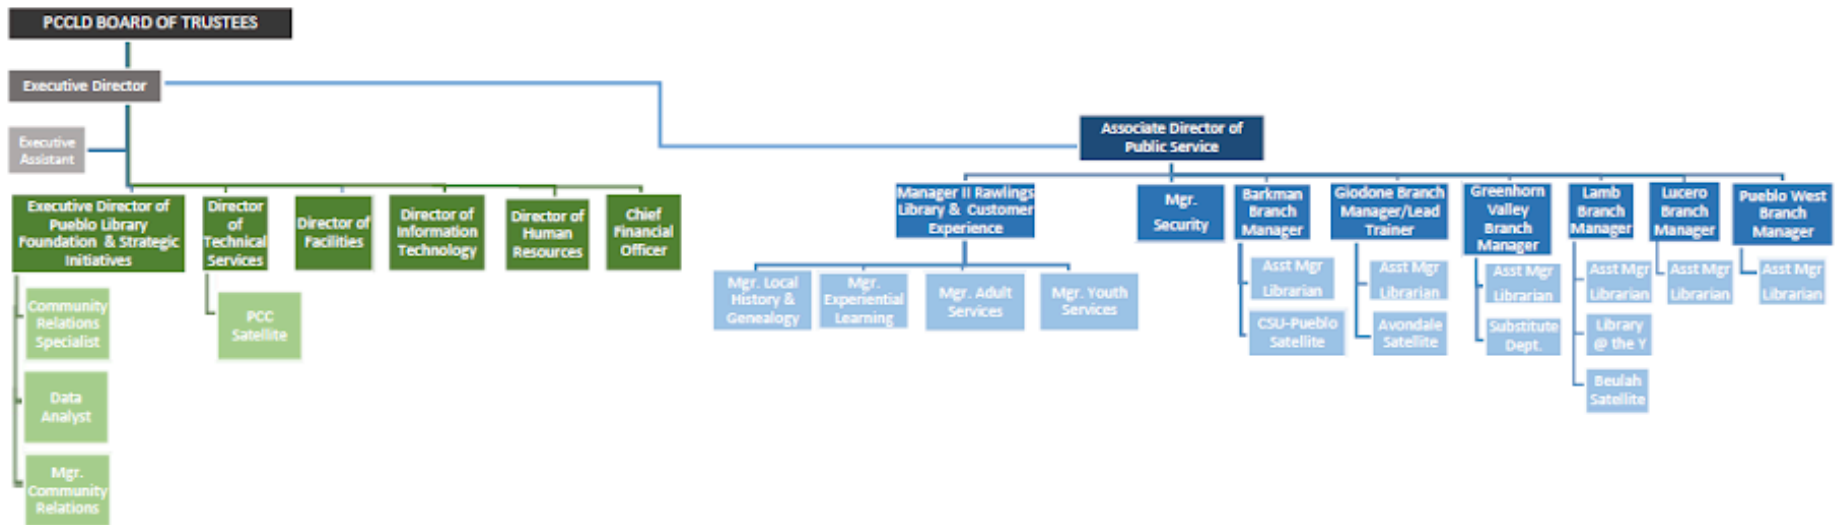 PCCLD BOARD OF TRUSTEES
Executive Director
Executive
Assistant
Associate Director of
Public Service
Executive Director of
Pueblo Library
Foundation & Strategic
Initiatives
Director
of
Technical
Services
Director of
Facilities
Director of
Information
Technology
Director of
Human
Resources
Chief
Financial
Officer
Manager II Rawlings
Library & Customer
Experience
Mgr.
Security
Barkman
Branch
Manager
Giodone Branch
Manager/Lead
Trainer
Greenhorn
Valley
Branch
Manager
Lamb
Branch
Manager
Lucero
Branch
Manager
Pueblo West
Branch
Manager
Community
Relations
Specialist
Data
Analyst
Mgr.
Community
Relations
PCC
Satellite
Mgr. Local
History &
Genealogy
Mgr.
Experiential
Learning
Mgr. Adult
Services
Mgr. Youth
Services
Asst Mgr
Librarian
CSU-Pueblo
Satellite
Asst Mgr
Librarian
Avondale
Satellite
Asst Mgr
Librarian
Substitute
Dept.
Asst Mgr
Librarian
Library
@ the Y
Beulah
Satellite
Asst Mgr
Librarian
Asst Mgr
Librarian